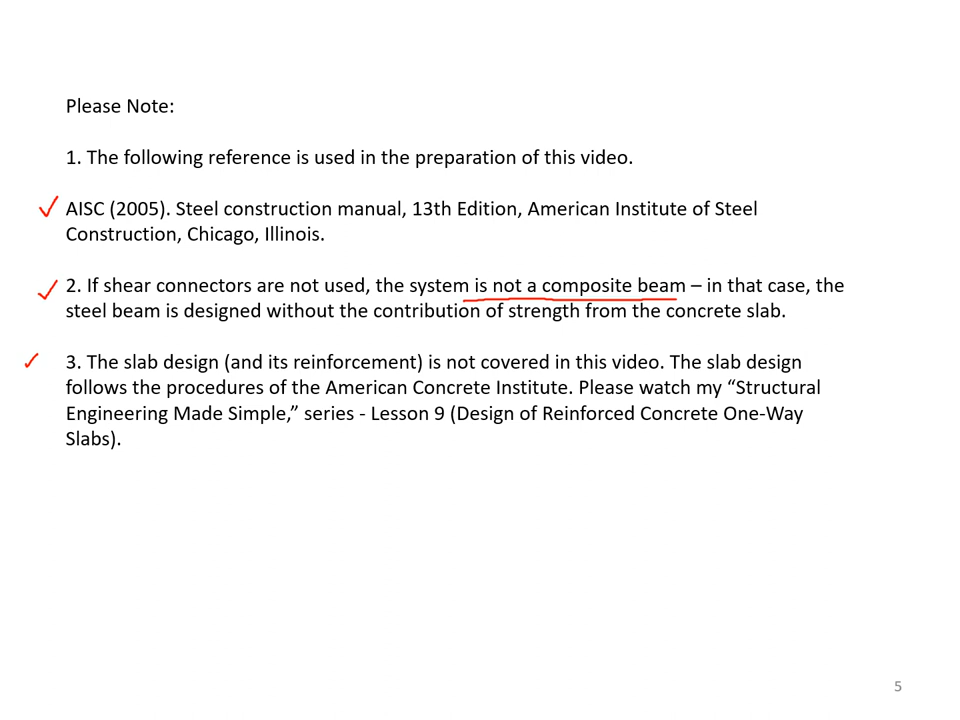 Please Note:
1. The following reference is used in the preparation of this video.
AISC (2005). Steel construction manual, 13th Edition, American Institute of Steel
Construction, Chicago, Illinois.
2. If shear connectors are not used, the system is not a composite beam – in that case, the
steel beam is designed without the contribution of strength from the concrete slab.
3. The slab design (and its reinforcement) is not covered in this video. The slab design
follows the procedures of the American Concrete Institute. Please watch my “Structural
Engineering Made Simple,” series - Lesson 9 (Design of Reinforced Concrete One-Way
Slabs).
5